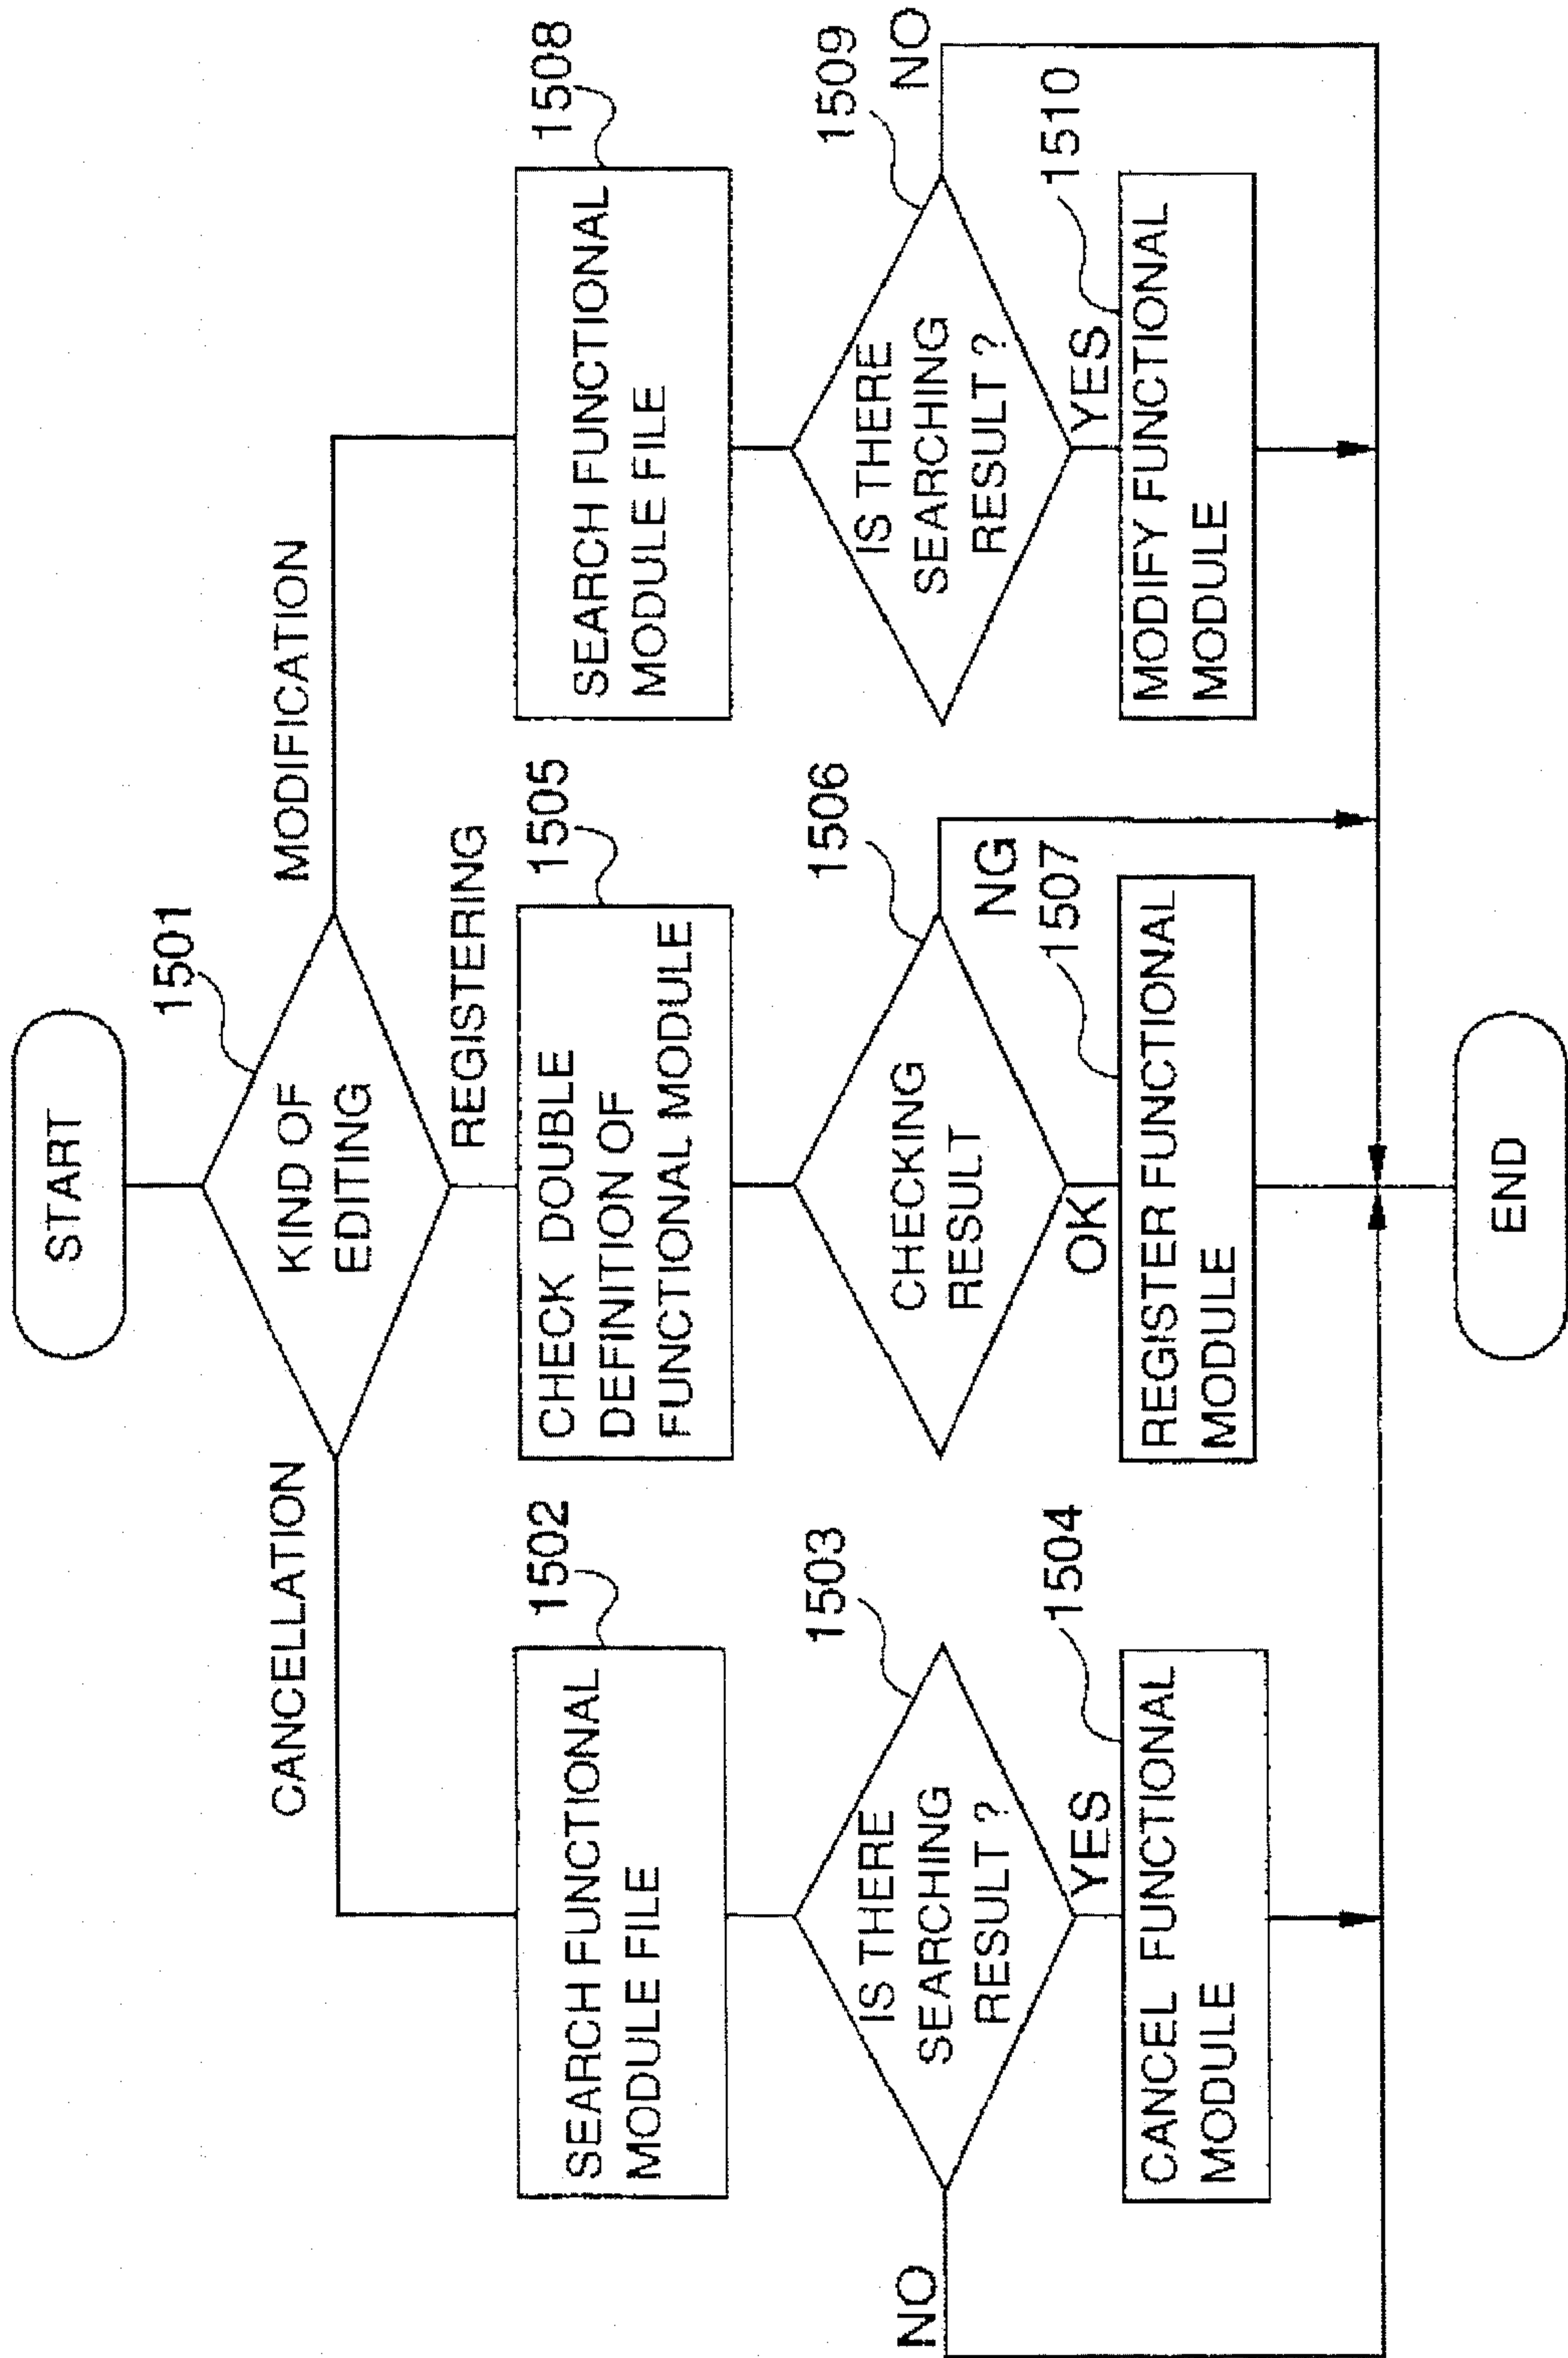 START
1501
KIND OF
EDITING
CANCELLATION
REGISTERING
MODIFICATION
1502
SEARCH FUNCTIONAL
MODULE FILE
1505
CHECK DOUBLE
DEFINITION OF
FUNCTIONAL MODULE
1508
SEARCH FUNCTIONAL
MODULE FILE
1503
IS THERE
SEARCHING
RESULT ?
NO
YES
1506
CHECKING
RESULT
NG
OK
1509
IS THERE
SEARCHING
RESULT ?
NO
YES
1504
CANCEL FUNCTIONAL
MODULE
1507
REGISTER FUNCTIONAL
MODULE
1510
MODIFY FUNCTIONAL
MODULE
END